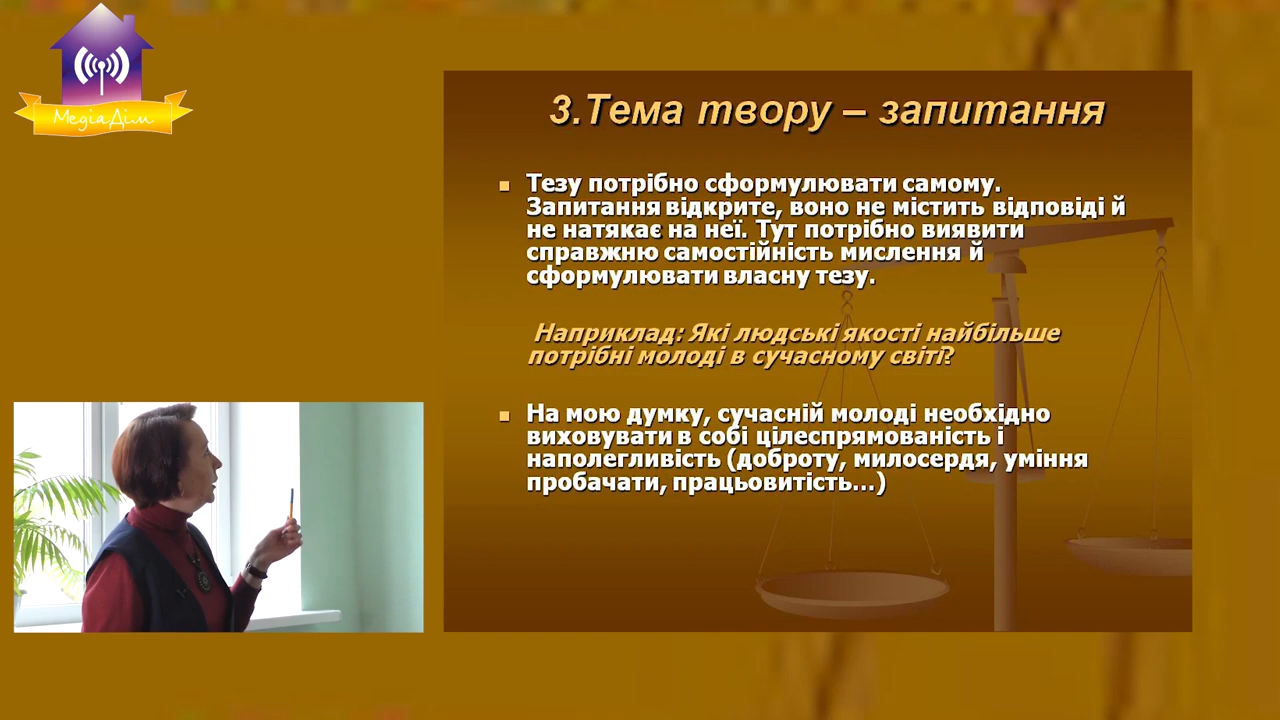 МедіаДім
3.Тема твору – запитання
Тезу потрібно сформулювати самому.
Запитання відкрите, воно не містить відповіді й
не натякає на неї. Тут потрібно виявити
справжню самостійність мислення й
сформулювати власну тезу.
Наприклад: Які людські якості найбільше
потрібні молоді в сучасному світі?
На мою думку, сучасній молоді необхідно
виховувати в собі цілеспрямованість і
наполегливість (доброту, милосердя, уміння
пробачати, працьовитість...)